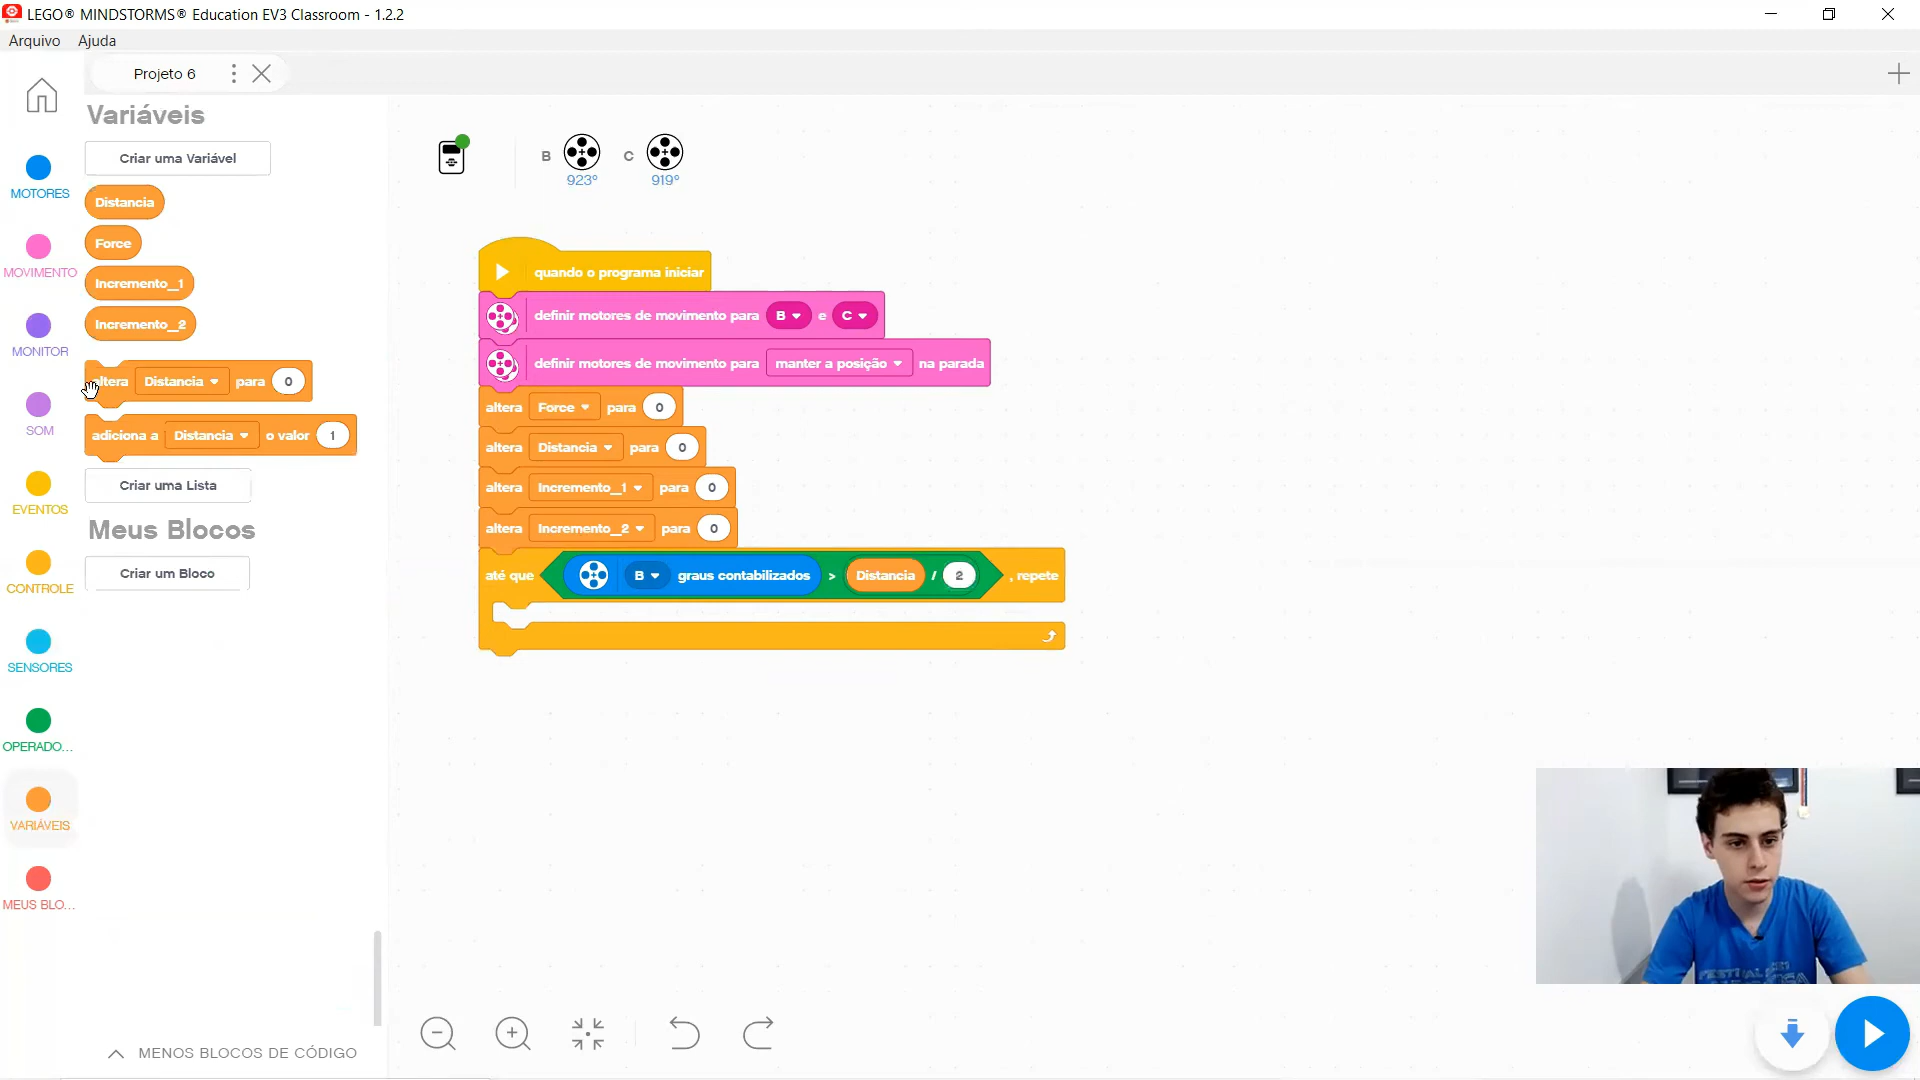 LEGO® MINDSTORMS® Education EV3 Classroom - 1.2.2
Arquivo Ajuda
Projeto 6
Variáveis
Criar uma Variável
Distancia
Force
Incremento_1
Incremento_2
altera Distancia para 0
adiciona a Distancia o valor 1
Criar uma Lista
Meus Blocos
Criar um Bloco
MOTORES
MOVIMENTO
MONITOR
SOM
EVENTOS
CONTROLE
SENSORES
OPERADO...
VARIÁVEIS
MEUS BLO...
MENOS BLOCOS DE CÓDIGO
B 923° C 919°
quando o programa iniciar
definir motores de movimento para B e C
definir motores de movimento para manter a posição na parada
altera Force para 0
altera Distancia para 0
altera Incremento_1 para 0
altera Incremento_2 para 0
até que B graus contabilizados > Distancia / 2 , repete